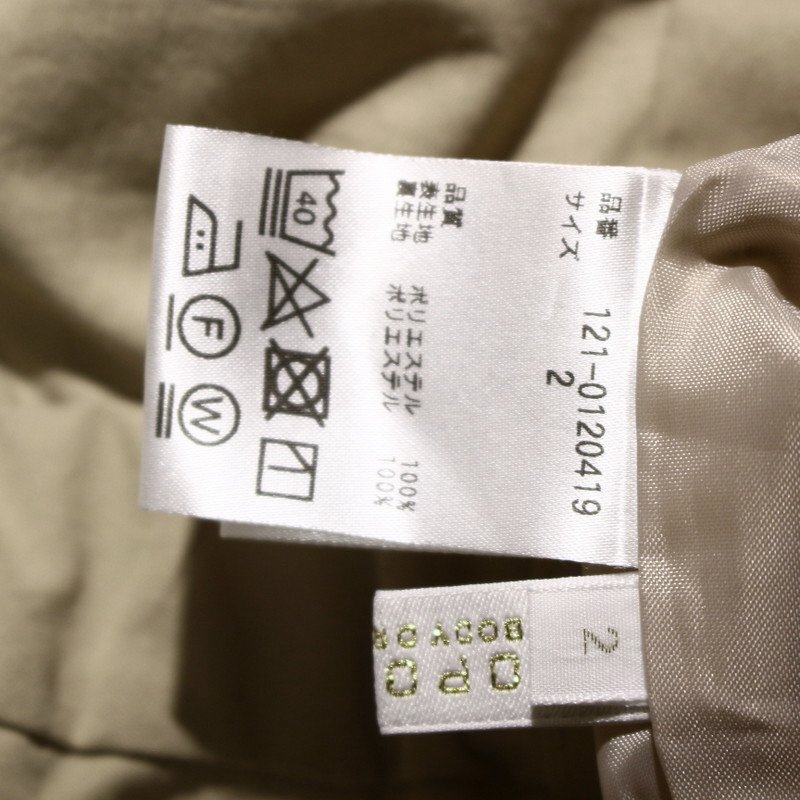 品番 121-0120419
サイズ 2
品質
表生地 ポリエステル 100%
裏生地 ポリエステル 100%
40
F
W
2
BODY DR
OPQ